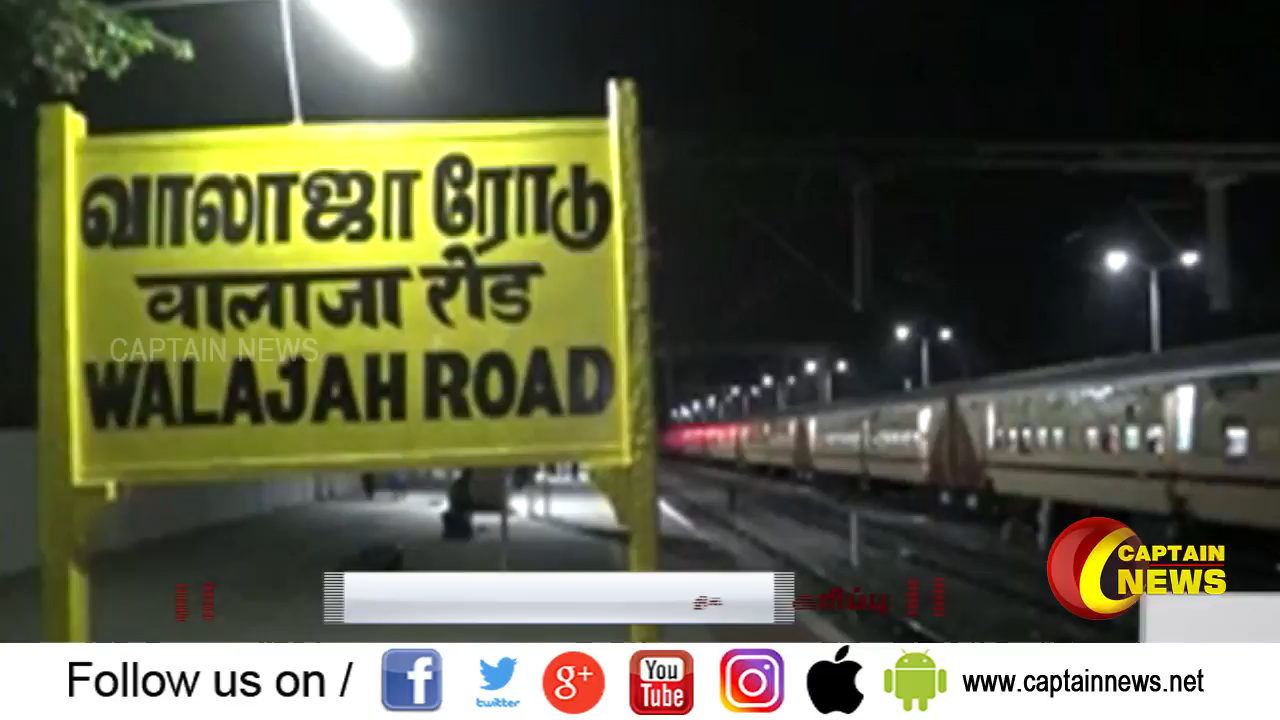 வாலாஜா ரோடு
वालाजा रोड
CAPTAIN NEWS
WALAJAH ROAD
CAPTAIN
NEWS
Follow us on /
f
twitter
g+
You
Tube
www.captainnews.net